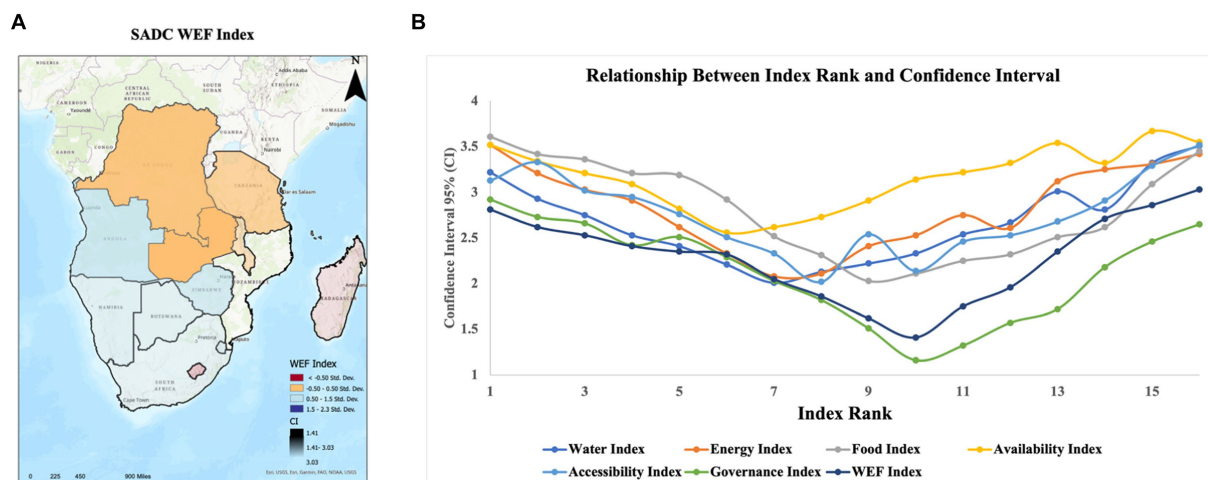 A
SADC WEF Index
N
NIGERIA
Addis Ababa
ETHIOPIA
CENTRAL
AFRICAN
REPUBLIC
SOUTH
SUDAN
CAMEROON
Yaoundé
SOMALIA
Mogadishu
UGANDA
KENYA
Nairobi
GABON
CONGO
TANZANIA
Dar es Salaam
Luanda
ANGOLA
ZIMBABWE
MOZAMBIQUE
MADAGASCAR
NAMIBIA
BOTSWANA
Pretoria
Maputo
SOUTH
AFRICA
Cape Town
WEF Index
< -0.50 Std. Dev.
-0.50 - 0.50 Std. Dev.
0.50 - 1.5 Std. Dev.
1.5 - 2.3 Std. Dev.
CI
1.41
1.41- 3.03
3.03
0 225 450 900 Miles
Esri, USGS, Esri, Garmin, FAO, NOAA, USGS
B
Relationship Between Index Rank and Confidence Interval
Confidence Interval 95% (CI)
4
3.5
3
2.5
2
1.5
1
1 3 5 7 9 11 13 15
Index Rank
Water Index Energy Index Food Index Availability Index
Accessibility Index Governance Index WEF Index